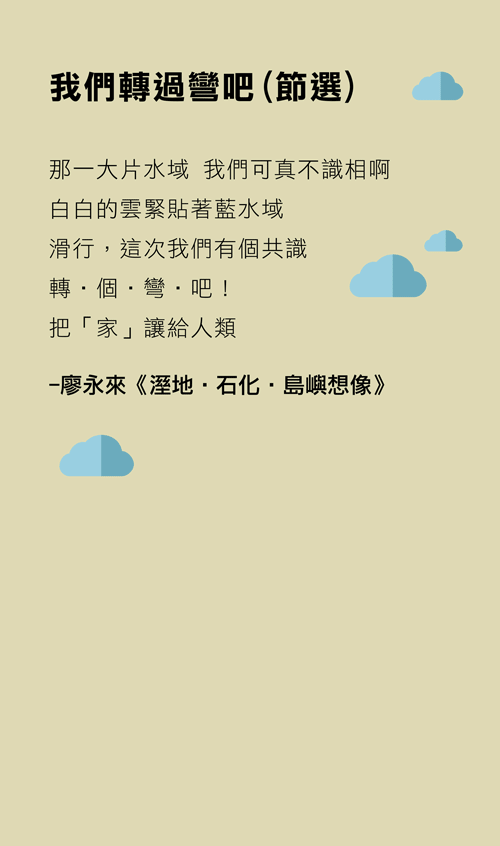 我們轉過彎吧(節選)
那一大片水域 我們可真不識相啊
白白的雲緊貼著藍水域
滑行，這次我們有個共識
轉・個・彎・吧！
把「家」讓給人類
-廖永來《溼地・石化・島嶼想像》